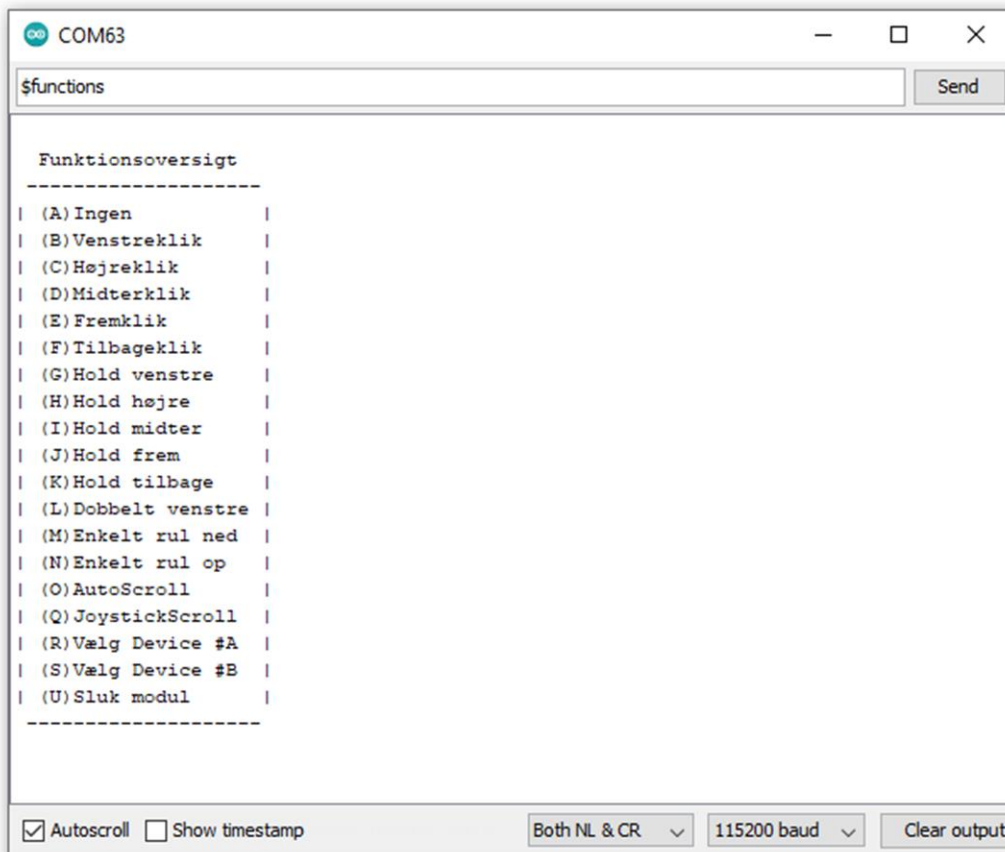 COM63
$functions
Send
Funktionsoversigt
--------------------
| (A)Ingen |
| (B)Venstreklik |
| (C)Højreklik |
| (D)Midterklik |
| (E)Fremklik |
| (F)Tilbageklik |
| (G)Hold venstre |
| (H)Hold højre |
| (I)Hold midter |
| (J)Hold frem |
| (K)Hold tilbage |
| (L)Dobbelt venstre |
| (M)Enkelt rul ned |
| (N)Enkelt rul op |
| (O)AutoScroll |
| (Q)JoystickScroll |
| (R)Vælg Device #A |
| (S)Vælg Device #B |
| (U)Sluk modul |
--------------------
Autoscroll Show timestamp Both NL & CR 115200 baud Clear output